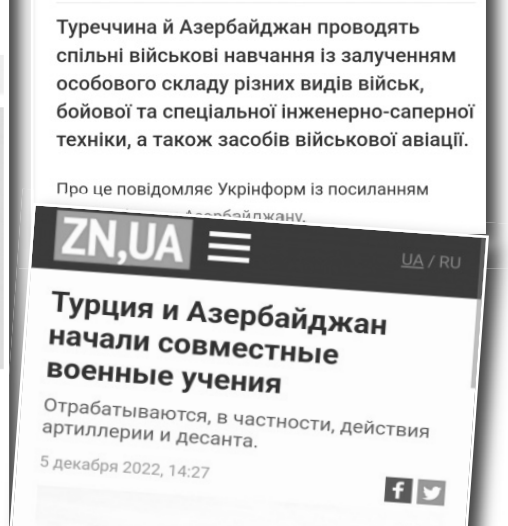 Туреччина й Азербайджан проводять
спільні військові навчання із залученням
особового складу різних видів військ,
бойової та спеціальної інженерно-саперної
техніки, а також засобів військової авіації.
Про це повідомляє Укрінформ із посиланням
Азербайджану.
ZN,UA
UA / RU
Турция и Азербайджан
начали совместные
военные учения
Отрабатываются, в частности, действия
артиллерии и десанта.
5 декабря 2022, 14:27